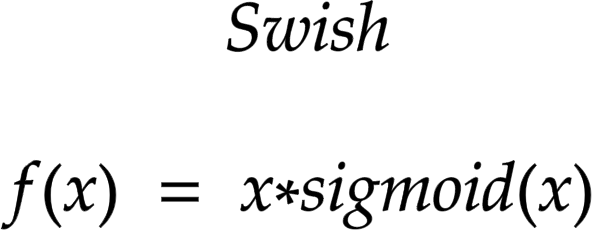 Swish
f(x) = x*sigmoid(x)